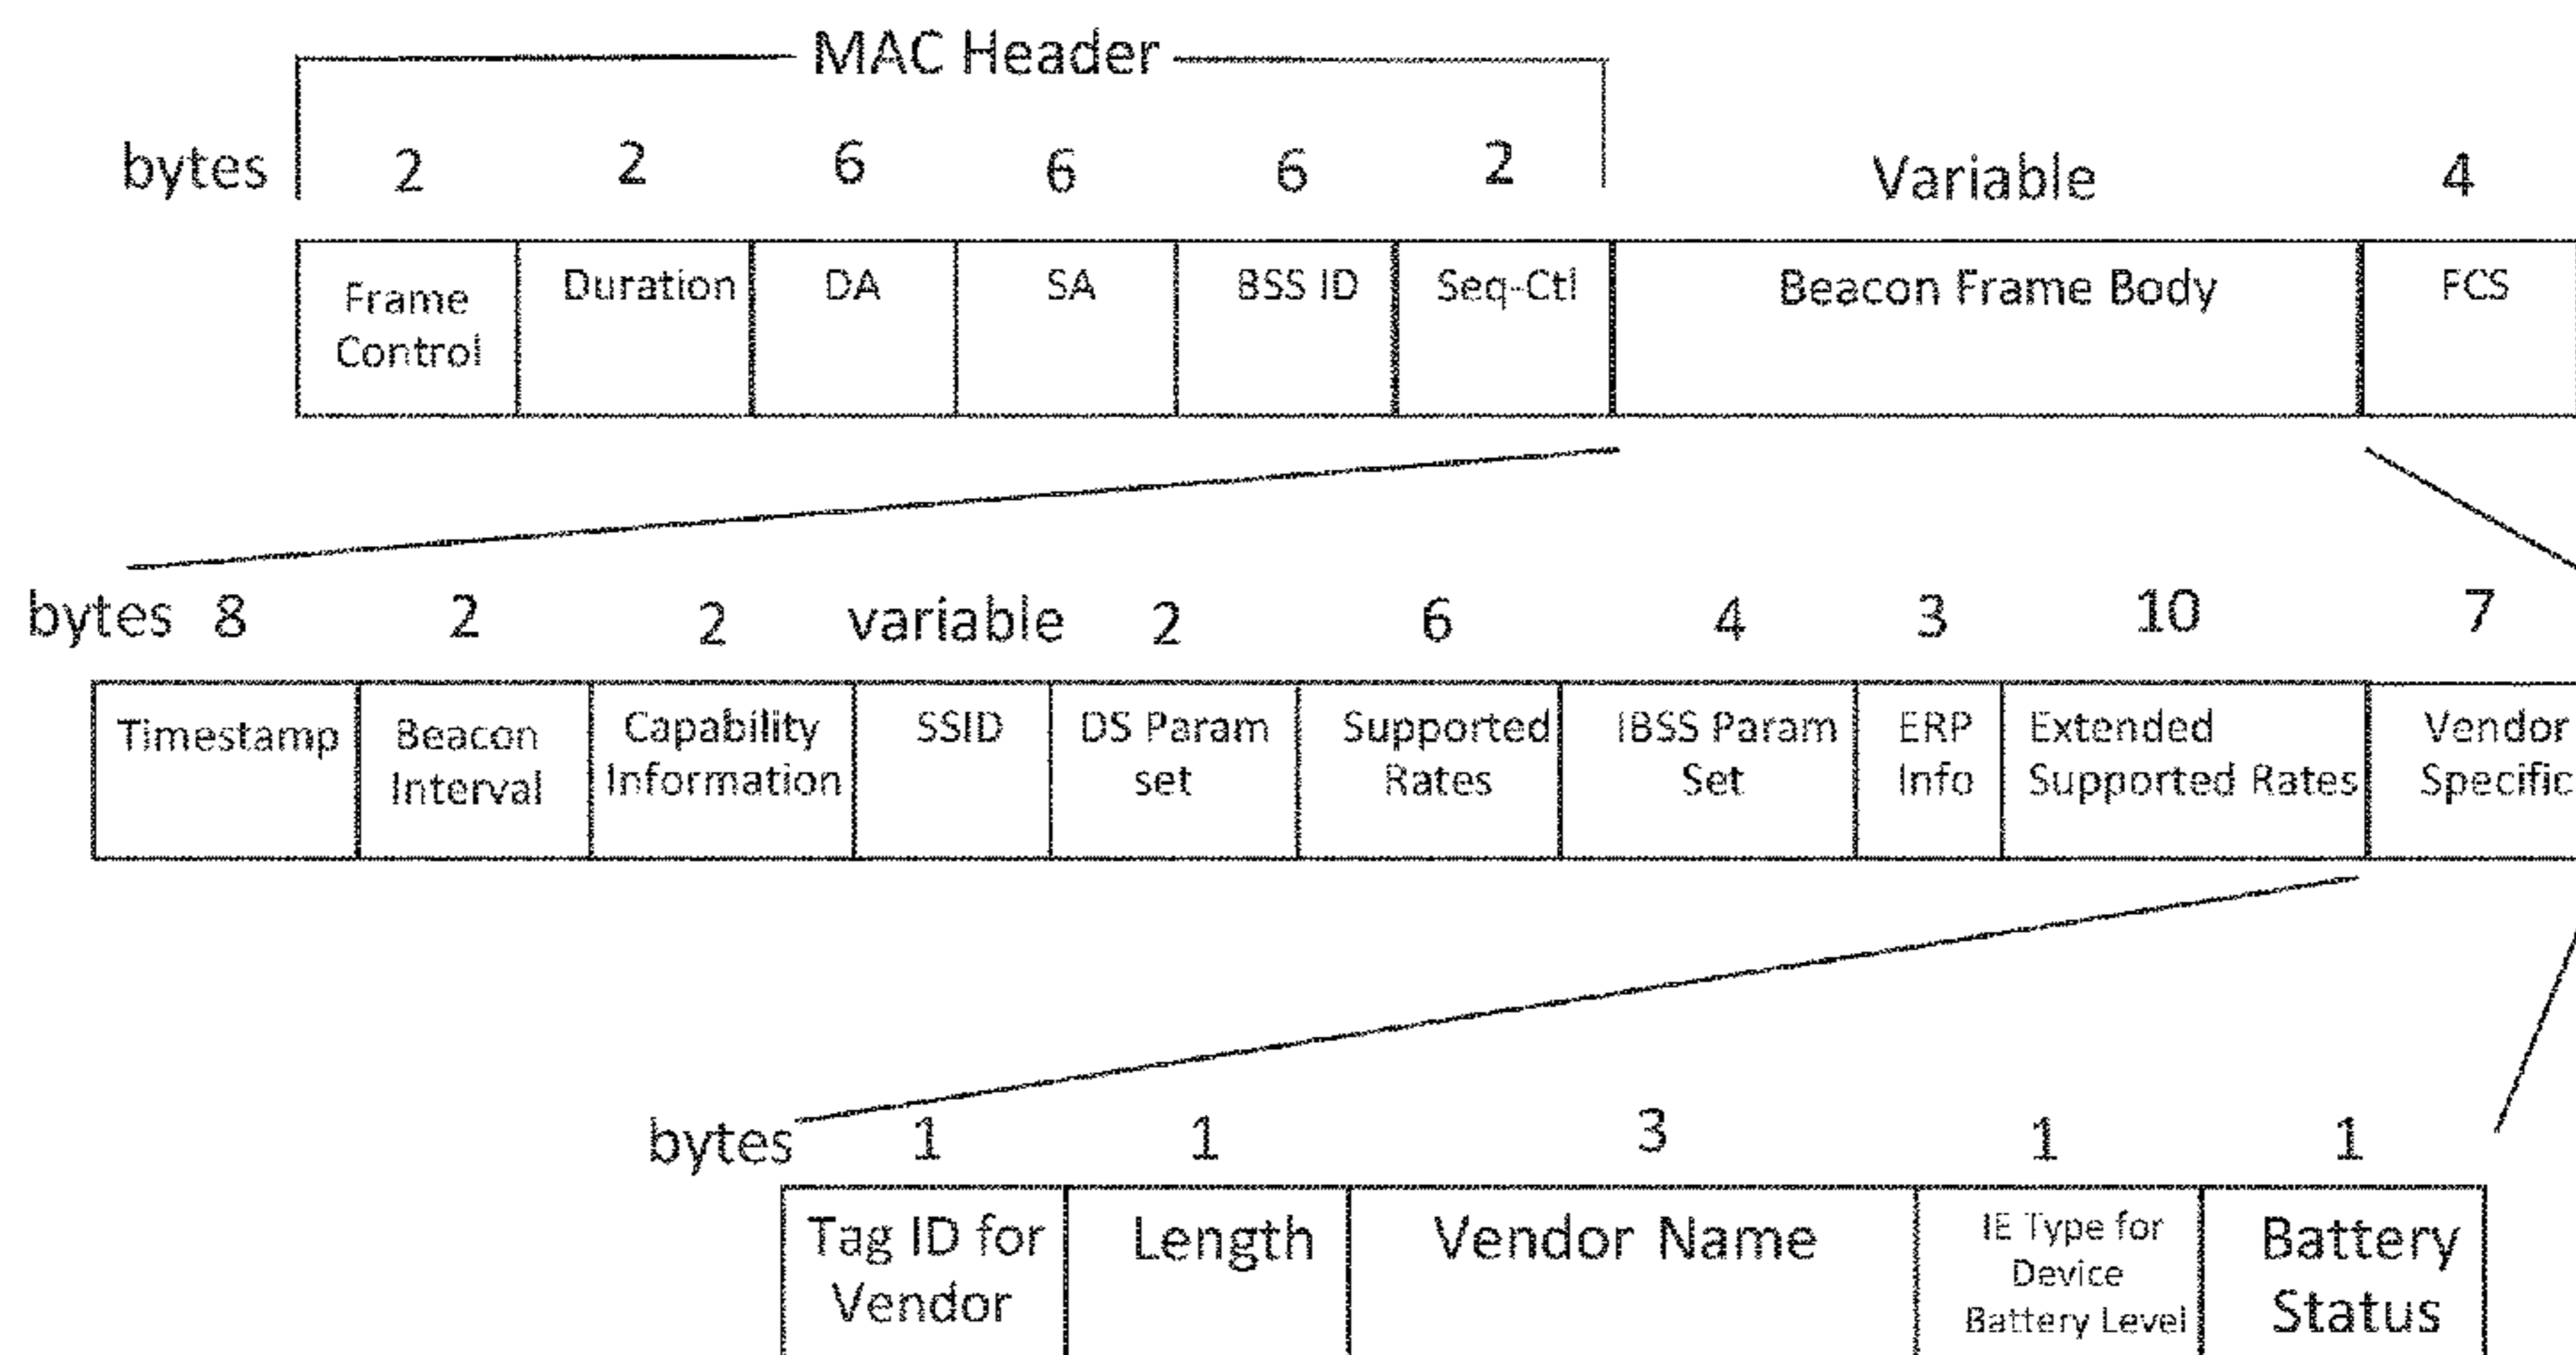 MAC Header
bytes 2 2 6 6 6 2 Variable 4
Frame Control Duration DA SA BSS ID Seq-Ctl Beacon Frame Body FCS
bytes 8 2 2 variable 2 6 4 3 10 7
Timestamp Beacon Interval Capability Information SSID DS Param set Supported Rates IBSS Param Set ERP Info Extended Supported Rates Vendor Specific
bytes 1 1 3 1 1
Tag ID for Vendor Length Vendor Name IE Type for Device Battery Level Battery Status